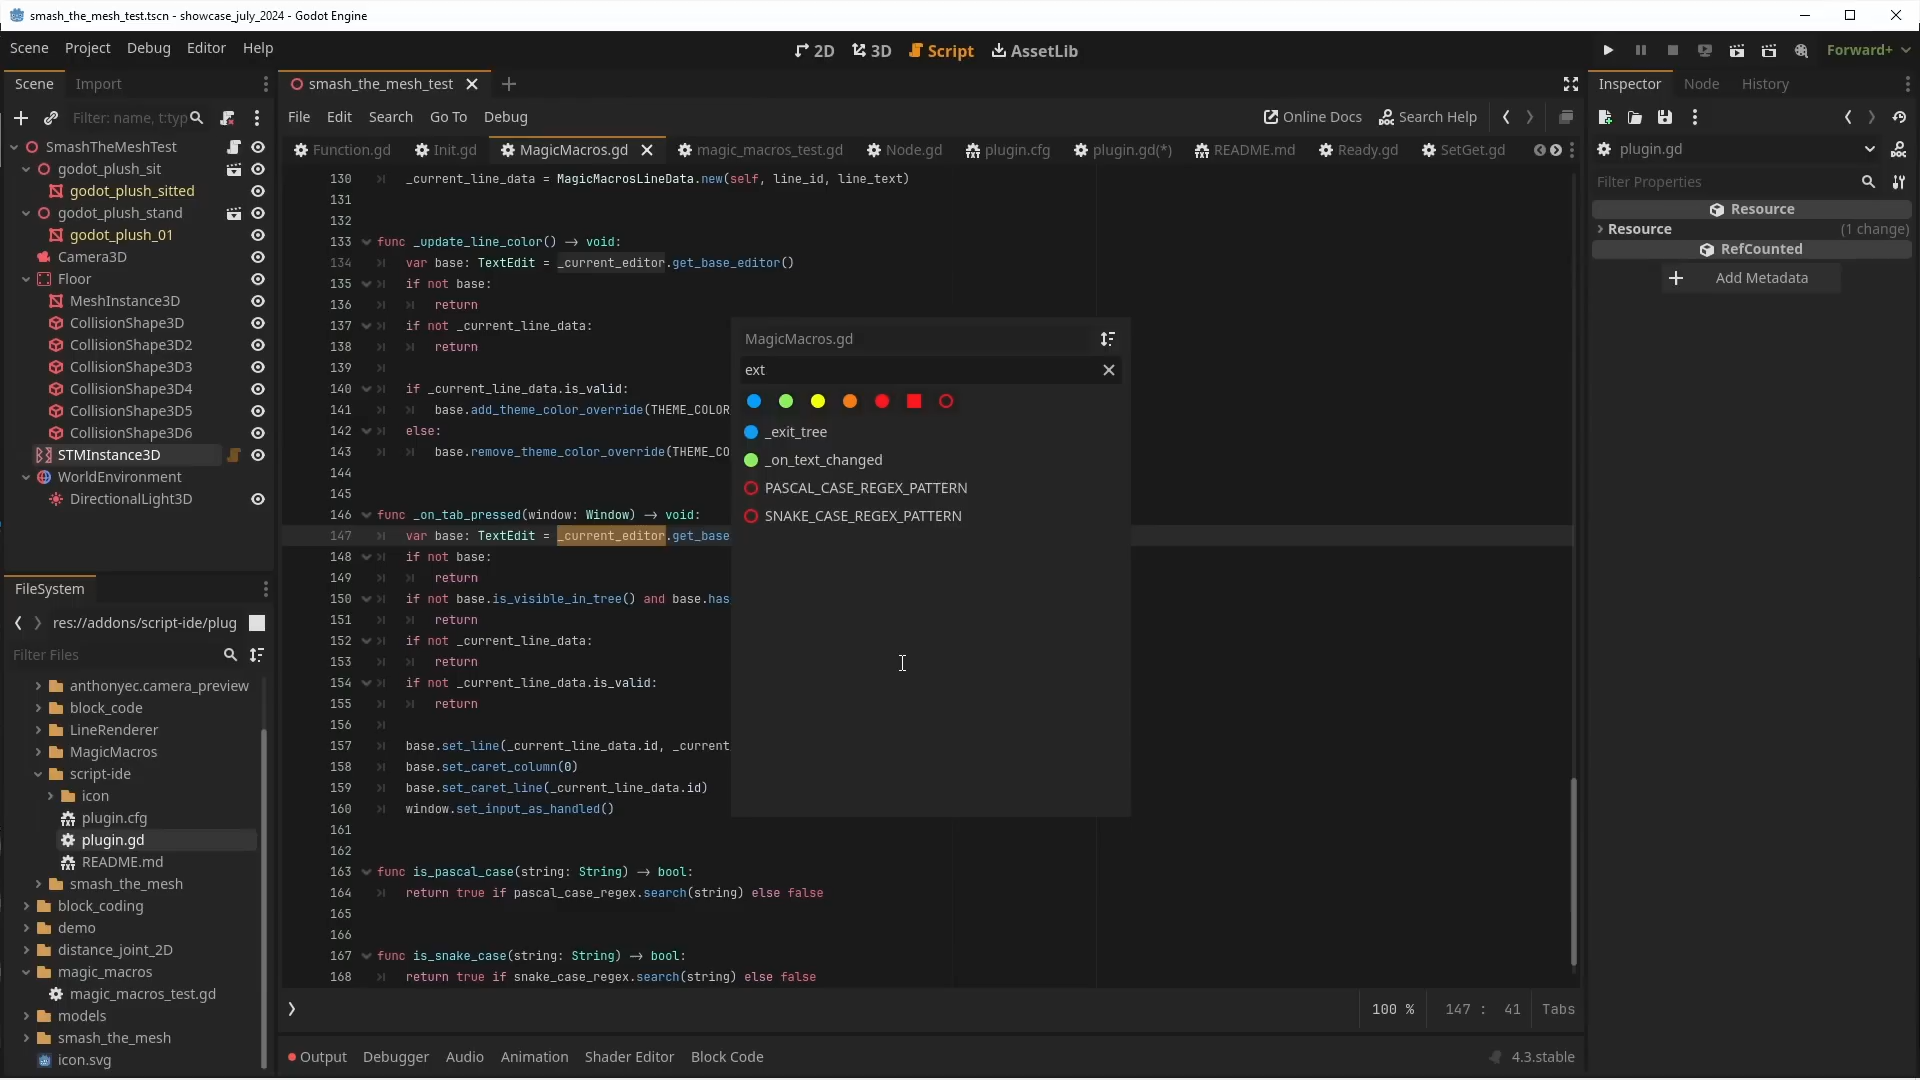 smash_the_mesh_test.tscn - showcase_july_2024 - Godot Engine
Scene Project Debug Editor Help
2D 3D Script AssetLib
Forward+
Scene Import
Filter: name, t:typ
SmashTheMeshTest
godot_plush_sit
godot_plush_sitted
godot_plush_stand
godot_plush_01
Camera3D
Floor
MeshInstance3D
CollisionShape3D
CollisionShape3D2
CollisionShape3D3
CollisionShape3D4
CollisionShape3D5
CollisionShape3D6
STMInstance3D
WorldEnvironment
DirectionalLight3D
FileSystem
res://addons/script-ide/plug
Filter Files
anthonyec.camera_preview
block_code
LineRenderer
MagicMacros
script-ide
icon
plugin.cfg
plugin.gd
README.md
smash_the_mesh
block_coding
demo
distance_joint_2D
magic_macros
magic_macros_test.gd
models
smash_the_mesh
icon.svg
smash_the_mesh_test
File Edit Search Go To Debug
Online Docs Search Help
Function.gd Init.gd MagicMacros.gd magic_macros_test.gd Node.gd plugin.cfg plugin.gd(*) README.md Ready.gd SetGet.gd
130 _current_line_data = MagicMacrosLineData.new(self, line_id, line_text)
131
132
133 func _update_line_color() -> void:
134 var base: TextEdit = _current_editor.get_base_editor()
135 if not base:
136 return
137 if not _current_line_data:
138 return
139
140 if _current_line_data.is_valid:
141 base.add_theme_color_override(THEME_COLOR
142 else:
143 base.remove_theme_color_override(THEME_CO
144
145
146 func _on_tab_pressed(window: Window) -> void:
147 var base: TextEdit = _current_editor.get_base
148 if not base:
149 return
150 if not base.is_visible_in_tree() and base.has
151 return
152 if not _current_line_data:
153 return
154 if not _current_line_data.is_valid:
155 return
156
157 base.set_line(_current_line_data.id, _current
158 base.set_caret_column(0)
159 base.set_caret_line(_current_line_data.id)
160 window.set_input_as_handled()
161
162
163 func is_pascal_case(string: String) -> bool:
164 return true if pascal_case_regex.search(string) else false
165
166
167 func is_snake_case(string: String) -> bool:
168 return true if snake_case_regex.search(string) else false
MagicMacros.gd
ext
_exit_tree
_on_text_changed
PASCAL_CASE_REGEX_PATTERN
SNAKE_CASE_REGEX_PATTERN
100 % 147 : 41 Tabs
Output Debugger Audio Animation Shader Editor Block Code
4.3.stable
Inspector Node History
plugin.gd
Filter Properties
Resource
Resource (1 change)
RefCounted
Add Metadata